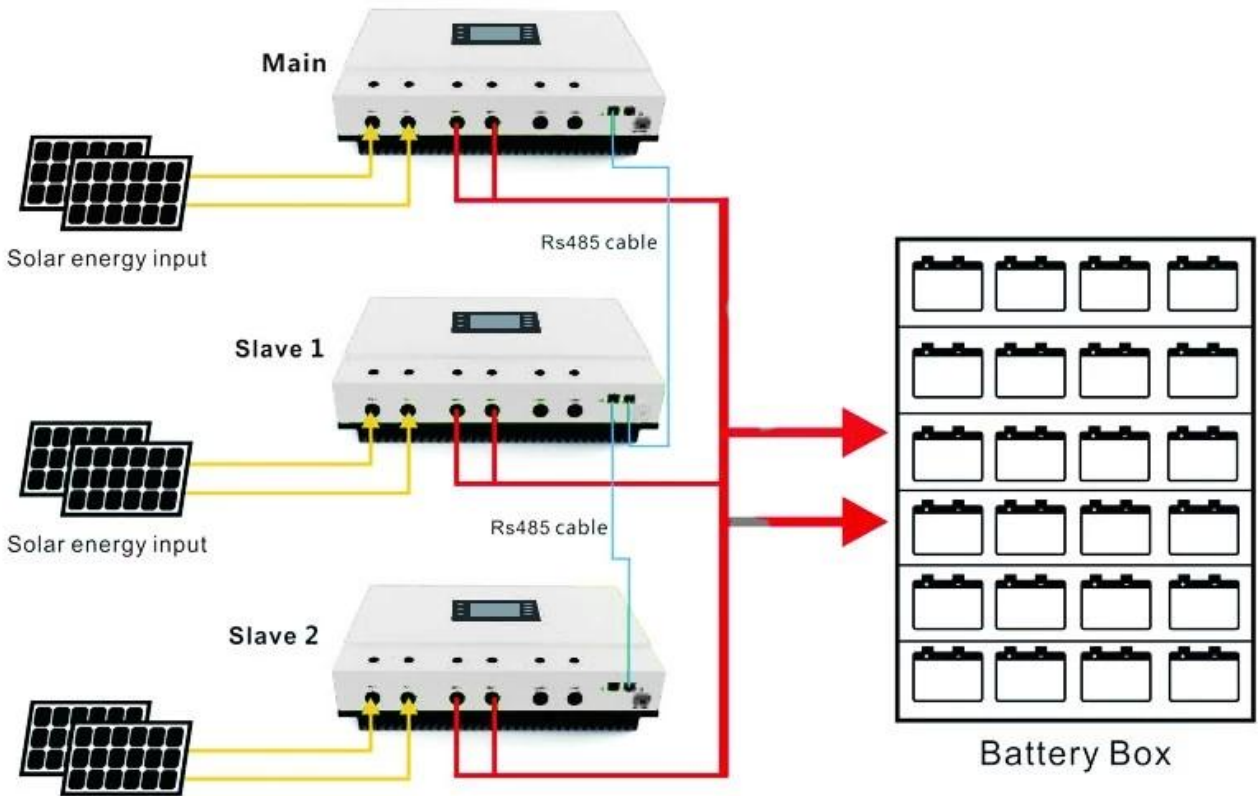 Main
Solar energy input
Rs485 cable
Slave 1
Solar energy input
Rs485 cable
Slave 2
Battery Box